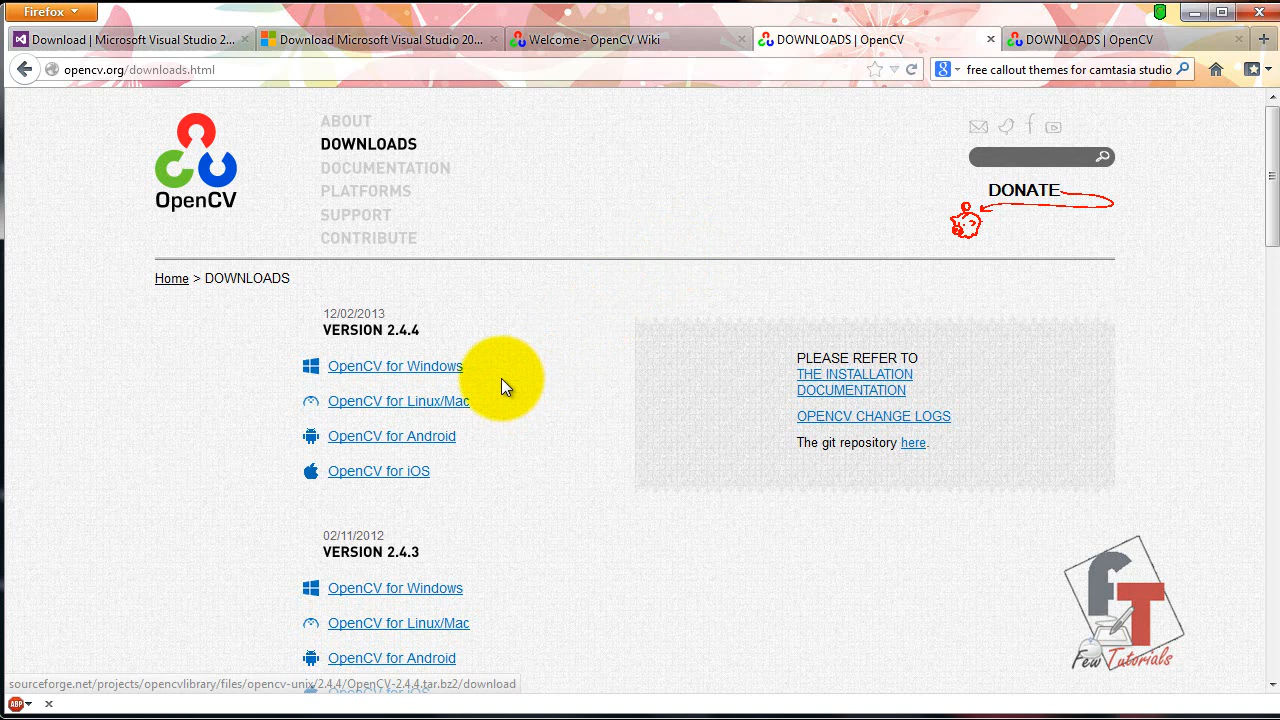 Firefox
Download | Microsoft Visual Studio 2...
Download Microsoft Visual Studio 20...
Welcome - OpenCV Wiki
DOWNLOADS | OpenCV
DOWNLOADS | OpenCV
opencv.org/downloads.html
free callout themes for camtasia studio
OpenCV
ABOUT
DOWNLOADS
DOCUMENTATION
PLATFORMS
SUPPORT
CONTRIBUTE
DONATE
Home > DOWNLOADS
12/02/2013
VERSION 2.4.4
OpenCV for Windows
OpenCV for Linux/Mac
OpenCV for Android
OpenCV for iOS
PLEASE REFER TO
THE INSTALLATION
DOCUMENTATION
OPENCV CHANGE LOGS
The git repository here.
02/11/2012
VERSION 2.4.3
OpenCV for Windows
OpenCV for Linux/Mac
OpenCV for Android
OpenCV for iOS
sourceforge.net/projects/opencvlibrary/files/opencv-unix/2.4.4/OpenCV-2.4.4.tar.bz2/download
ABP
FT
Few Tutorials